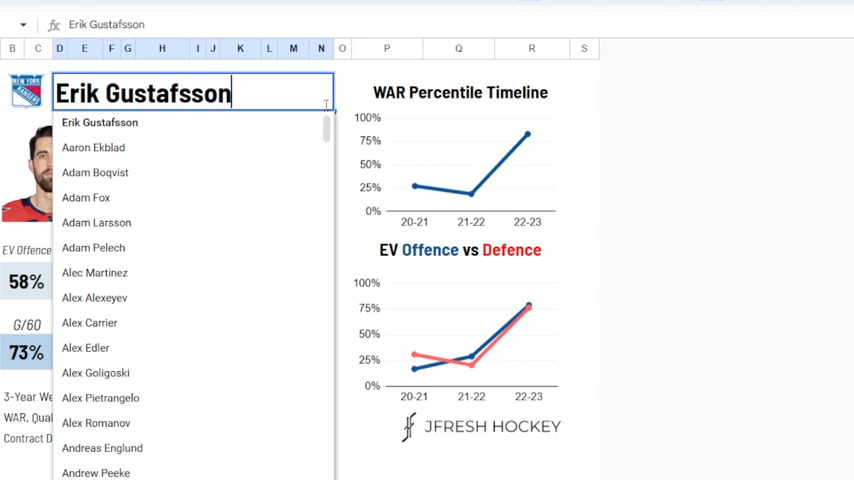 fx Erik Gustafsson
B C D E F G H I J K L M N O P Q R S
NEW YORK
RANGERS
Erik Gustafsson
Erik Gustafsson
Aaron Ekblad
Adam Boqvist
Adam Fox
Adam Larsson
Adam Pelech
Alec Martinez
Alex Alexeyev
Alex Carrier
Alex Edler
Alex Goligoski
Alex Pietrangelo
Alex Romanov
Andreas Englund
Andrew Peeke
EV Offence
58%
G/60
73%
3-Year We
WAR, Qual
Contract D
WAR Percentile Timeline
100%
75%
50%
25%
0%
20-21 21-22 22-23
EV Offence vs Defence
100%
75%
50%
25%
0%
20-21 21-22 22-23
JFRESH HOCKEY